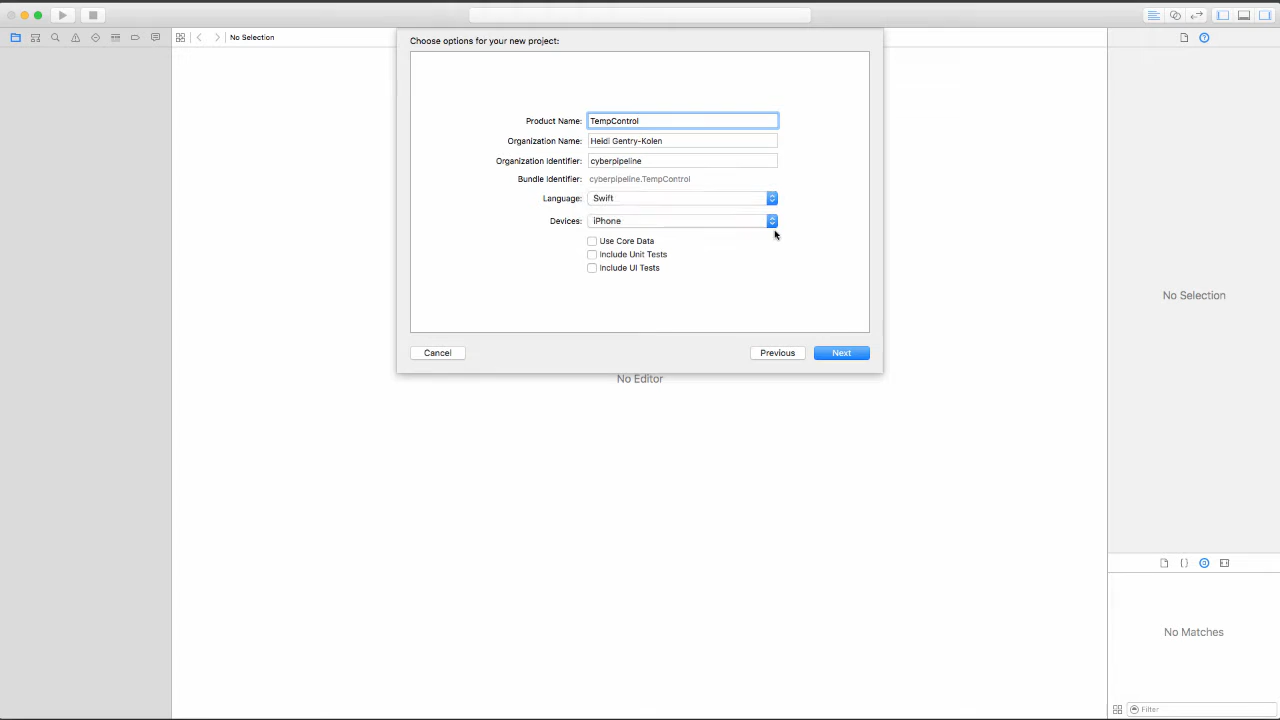 No Selection
Choose options for your new project:
Product Name: TempControl
Organization Name: Heidi Gentry-Kolen
Organization Identifier: cyberpipeline
Bundle Identifier: cyberpipeline.TempControl
Language: Swift
Devices: iPhone
Use Core Data
Include Unit Tests
Include UI Tests
Cancel
Previous
Next
No Editor
No Selection
No Matches
Filter